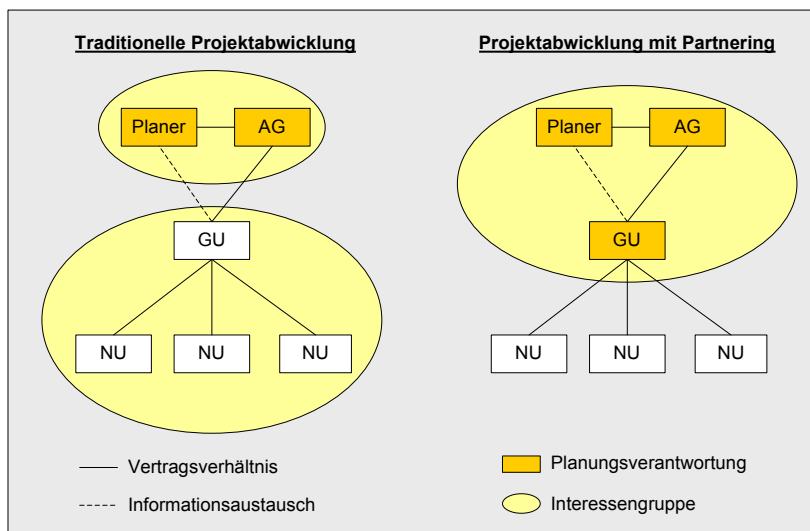 Traditionelle Projektabwicklung
Planer
AG
GU
NU
NU
NU
Vertragsverhältnis
Informationsaustausch
Projektabwicklung mit Partnering
Planer
AG
GU
NU
NU
NU
Planungsverantwortung
Interessengruppe